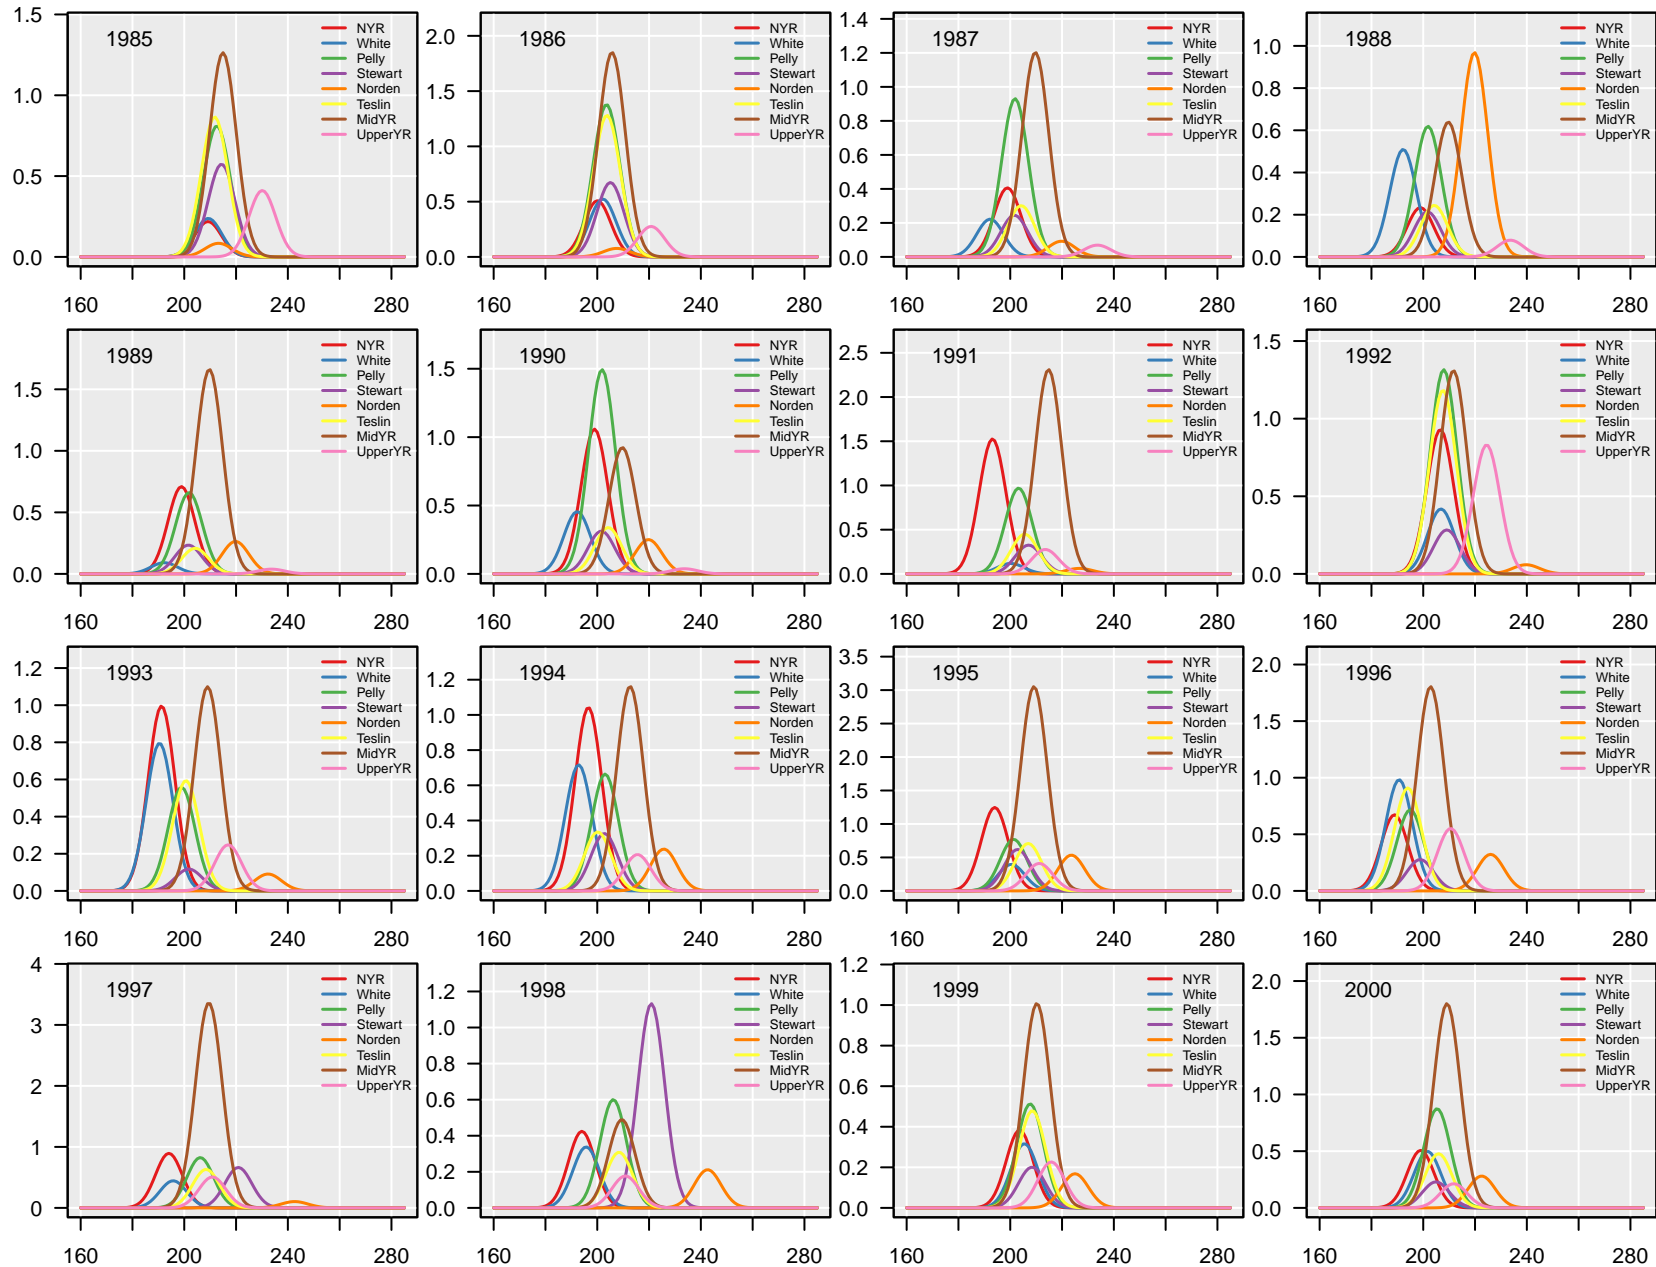 1985
NYR
White
Pelly
Stewart
Norden
Teslin
MidYR
UpperYR
1.5
1.0
0.5
0.0
160 200 240 280
1986
NYR
White
Pelly
Stewart
Norden
Teslin
MidYR
UpperYR
2.0
1.5
1.0
0.5
0.0
160 200 240 280
1987
NYR
White
Pelly
Stewart
Norden
Teslin
MidYR
UpperYR
1.4
1.2
1.0
0.8
0.6
0.4
0.2
0.0
160 200 240 280
1988
NYR
White
Pelly
Stewart
Norden
Teslin
MidYR
UpperYR
1.0
0.8
0.6
0.4
0.2
0.0
160 200 240 280
1989
NYR
White
Pelly
Stewart
Norden
Teslin
MidYR
UpperYR
1.5
1.0
0.5
0.0
160 200 240 280
1990
NYR
White
Pelly
Stewart
Norden
Teslin
MidYR
UpperYR
1.5
1.0
0.5
0.0
160 200 240 280
1991
NYR
White
Pelly
Stewart
Norden
Teslin
MidYR
UpperYR
2.5
2.0
1.5
1.0
0.5
0.0
160 200 240 280
1992
NYR
White
Pelly
Stewart
Norden
Teslin
MidYR
UpperYR
1.5
1.0
0.5
0.0
160 200 240 280
1993
NYR
White
Pelly
Stewart
Norden
Teslin
MidYR
UpperYR
1.2
1.0
0.8
0.6
0.4
0.2
0.0
160 200 240 280
1994
NYR
White
Pelly
Stewart
Norden
Teslin
MidYR
UpperYR
1.2
1.0
0.8
0.6
0.4
0.2
0.0
160 200 240 280
1995
NYR
White
Pelly
Stewart
Norden
Teslin
MidYR
UpperYR
3.5
3.0
2.5
2.0
1.5
1.0
0.5
0.0
160 200 240 280
1996
NYR
White
Pelly
Stewart
Norden
Teslin
MidYR
UpperYR
2.0
1.5
1.0
0.5
0.0
160 200 240 280
1997
NYR
White
Pelly
Stewart
Norden
Teslin
MidYR
UpperYR
4
3
2
1
0
160 200 240 280
1998
NYR
White
Pelly
Stewart
Norden
Teslin
MidYR
UpperYR
1.2
1.0
0.8
0.6
0.4
0.2
0.0
160 200 240 280
1999
NYR
White
Pelly
Stewart
Norden
Teslin
MidYR
UpperYR
1.2
1.0
0.8
0.6
0.4
0.2
0.0
160 200 240 280
2000
NYR
White
Pelly
Stewart
Norden
Teslin
MidYR
UpperYR
2.0
1.5
1.0
0.5
0.0
160 200 240 280